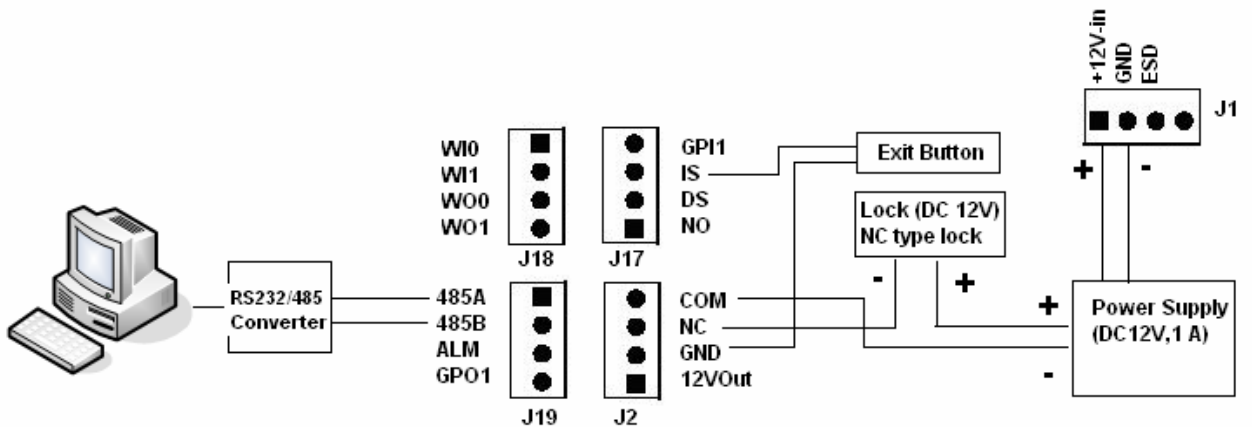 +12V-in
GND
ESD
J1
+
-
WI0
WI1
WO0
WO1
J18
GPI1
IS
DS
NO
J17
Exit Button
Lock (DC 12V)
NC type lock
-
+
RS232/485
Converter
485A
485B
ALM
GPO1
J19
COM
NC
GND
12VOut
J2
+
-
Power Supply
(DC12V,1 A)